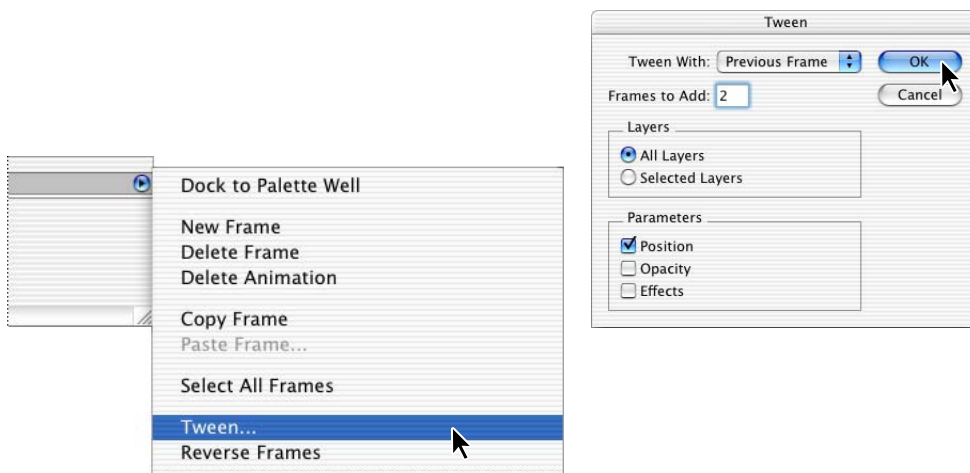 Dock to Palette Well
New Frame
Delete Frame
Delete Animation
Copy Frame
Paste Frame...
Select All Frames
Tween...
Reverse Frames
Tween
Tween With: Previous Frame
OK
Frames to Add: 2
Cancel
Layers
All Layers
Selected Layers
Parameters
Position
Opacity
Effects